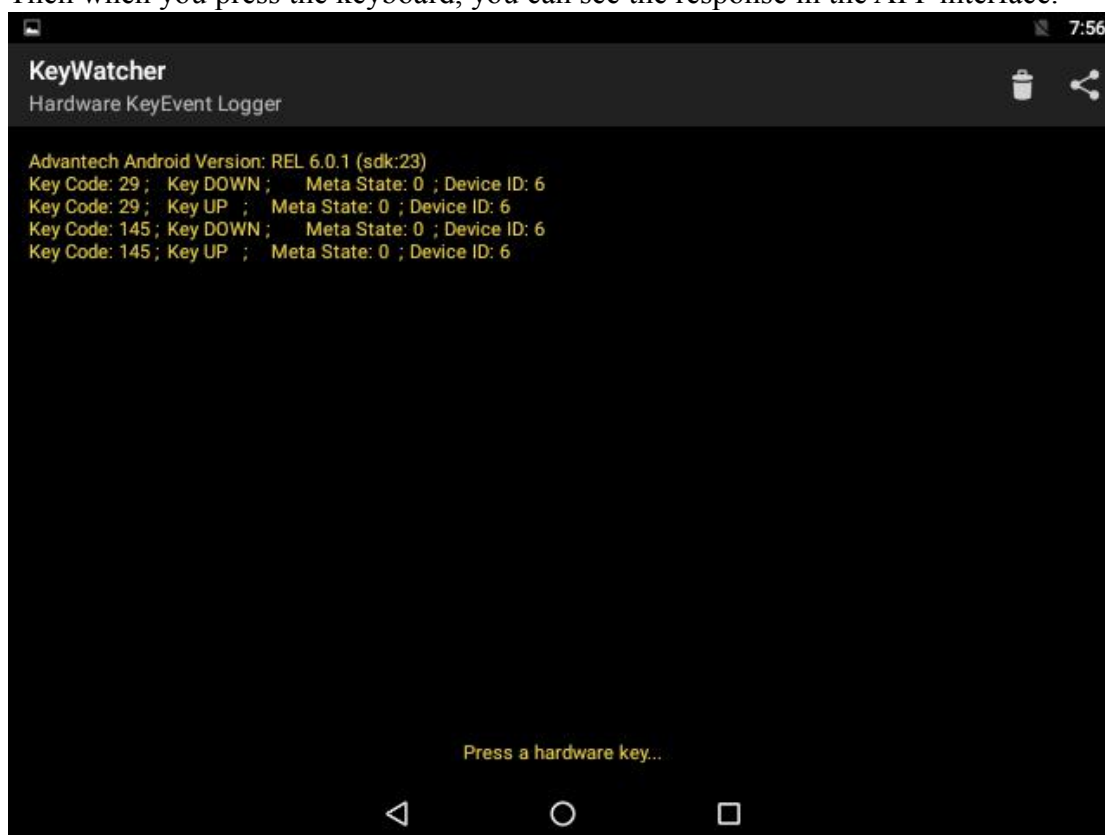 Then when you press the keyboard, you can see the response in the APP interface.
7:56
KeyWatcher
Hardware KeyEvent Logger
Advantech Android Version: REL 6.0.1 (sdk:23)
Key Code: 29 ; Key DOWN ; Meta State: 0 ; Device ID: 6
Key Code: 29 ; Key UP ; Meta State: 0 ; Device ID: 6
Key Code: 145 ; Key DOWN ; Meta State: 0 ; Device ID: 6
Key Code: 145 ; Key UP ; Meta State: 0 ; Device ID: 6
Press a hardware key...